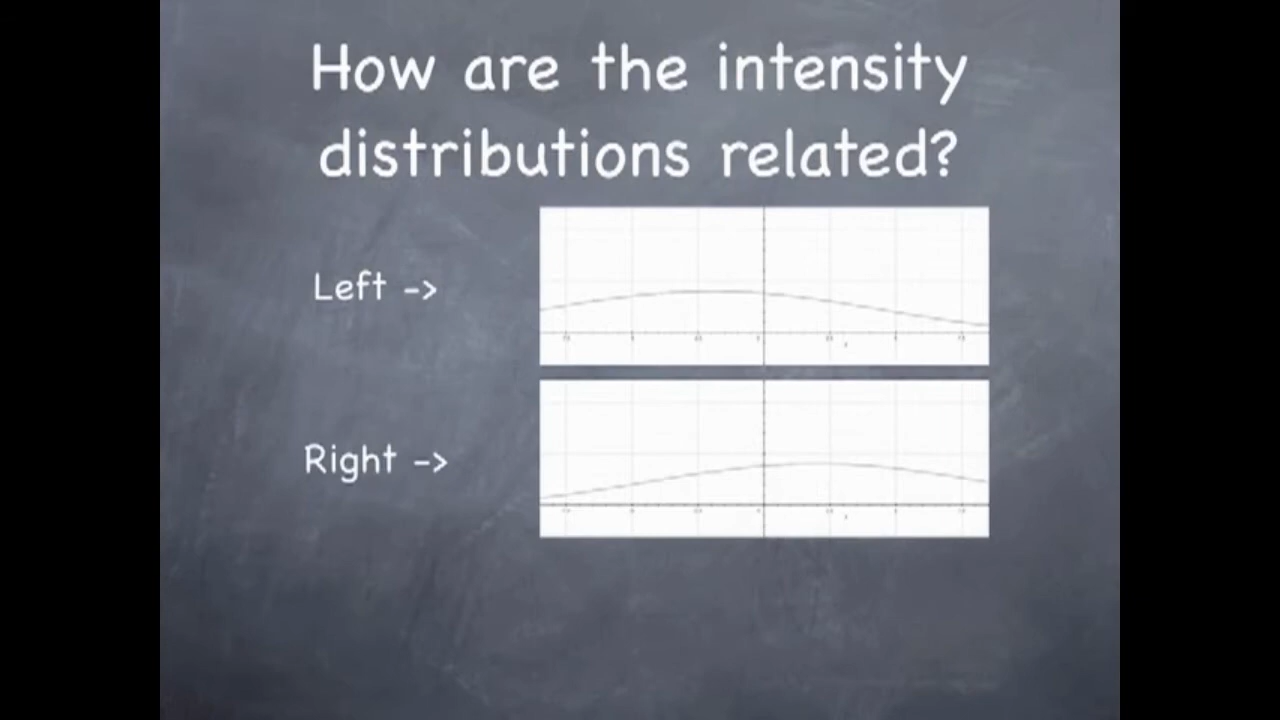 How are the intensity
distributions related?
Left ->
Right ->